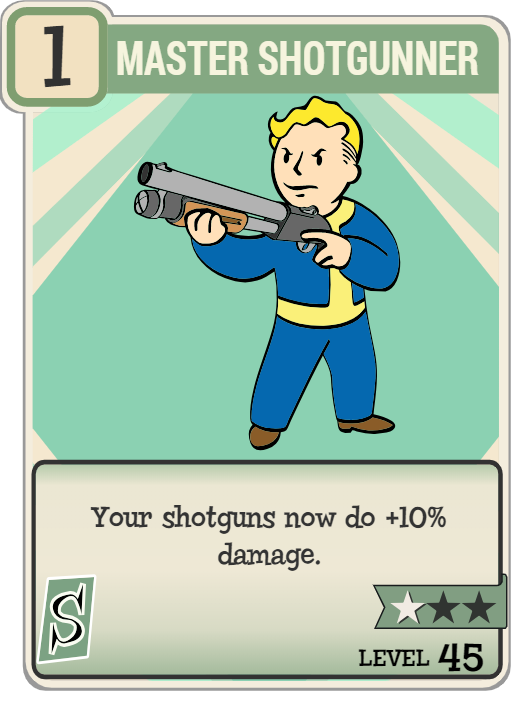 1
MASTER SHOTGUNNER
Your shotguns now do +10%
damage.
S
LEVEL 45